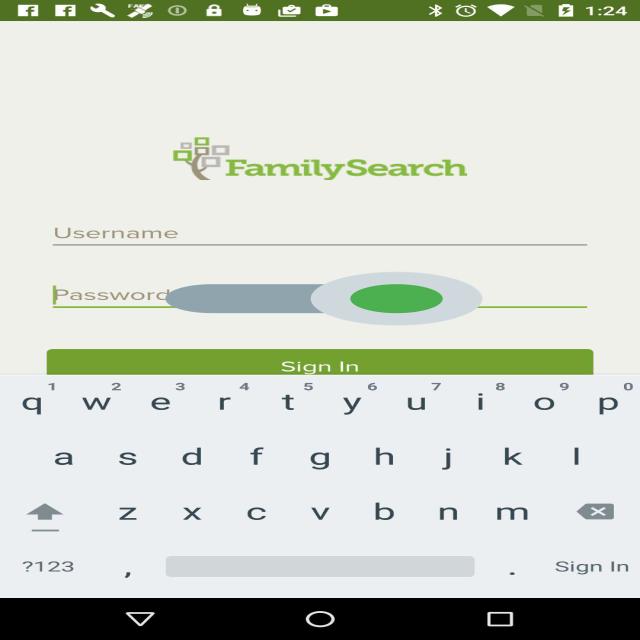 1:24
FamilySearch
Username
Password
Sign In
1 2 3 4 5 6 7 8 9 0
q w e r t y u i o p
a s d f g h j k l
z x c v b n m
?123 , . Sign In